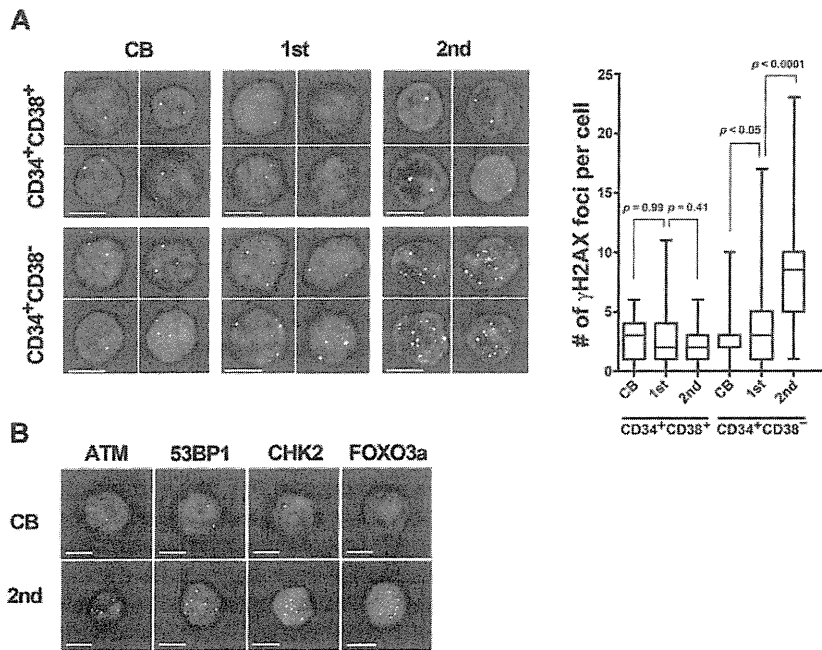 A
CB 1st 2nd
CD34+CD38+
CD34+CD38-
# of γH2AX foci per cell
25
20
15
10
5
0
p = 0.99
p = 0.41
p < 0.05
p < 0.0001
CB 1st 2nd CB 1st 2nd
CD34+CD38+ CD34+CD38-
B
ATM 53BP1 CHK2 FOXO3a
CB
2nd